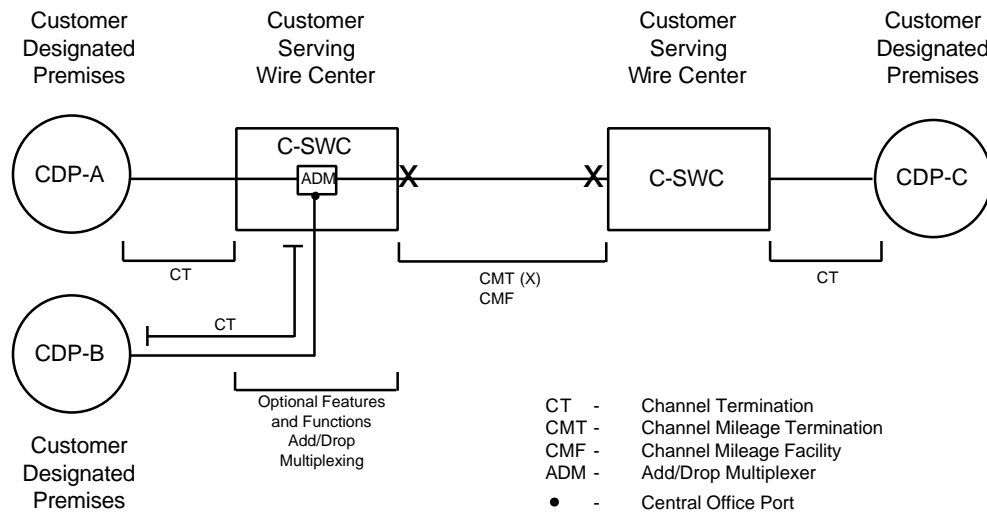 Customer
Designated
Premises
Customer
Serving
Wire Center
Customer
Serving
Wire Center
Customer
Designated
Premises
CDP-A
C-SWC
ADM
X
X
C-SWC
CDP-C
CT
CMT (X)
CMF
CT
CT
CDP-B
Optional Features
and Functions
Add/Drop
Multiplexing
Customer
Designated
Premises
CT - Channel Termination
CMT - Channel Mileage Termination
CMF - Channel Mileage Facility
ADM - Add/Drop Multiplexer
● - Central Office Port